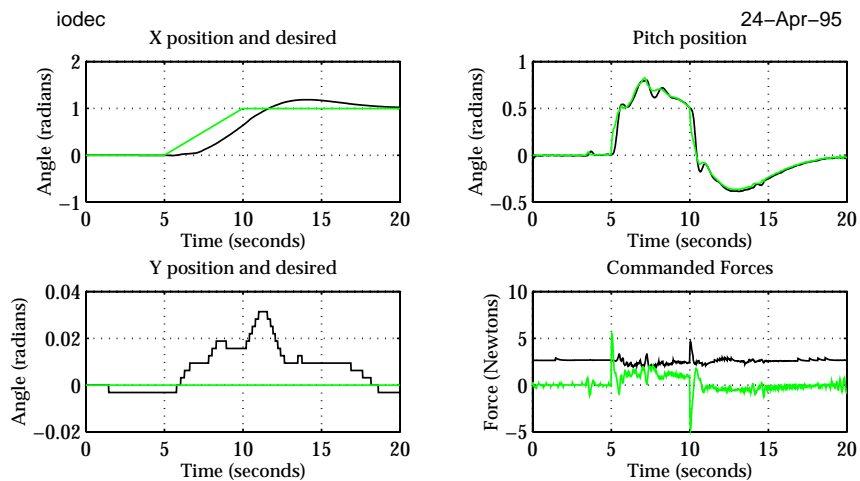 iodec
24−Apr−95
X position and desired
Angle (radians)
2
1
0
−1
0 5 10 15 20
Time (seconds)
Pitch position
Angle (radians)
1
0.5
0
−0.5
0 5 10 15 20
Time (seconds)
Y position and desired
Angle (radians)
0.04
0.02
0
−0.02
0 5 10 15 20
Time (seconds)
Commanded Forces
Force (Newtons)
10
5
0
−5
0 5 10 15 20
Time (seconds)